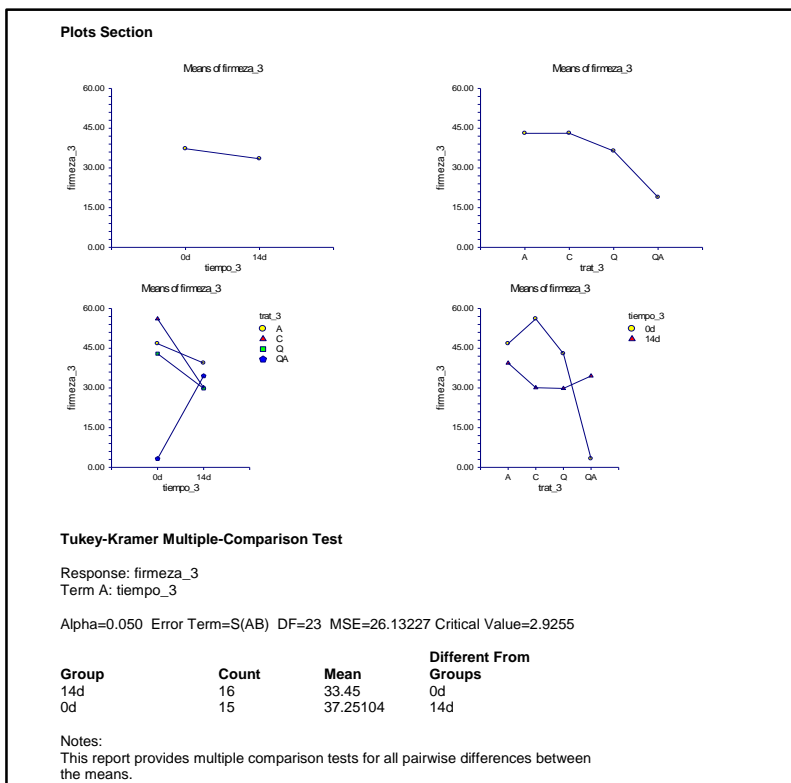 Plots Section
Means of firmeza_3
60.00
45.00
30.00
15.00
0.00
0d
14d
tiempo_3
firmeza_3
Means of firmeza_3
60.00
45.00
30.00
15.00
0.00
A
C
Q
QA
trat_3
firmeza_3
Means of firmeza_3
60.00
45.00
30.00
15.00
0.00
0d
14d
tiempo_3
firmeza_3
trat_3
A
C
Q
QA
Means of firmeza_3
60.00
45.00
30.00
15.00
0.00
A
C
Q
QA
trat_3
firmeza_3
tiempo_3
0d
14d
Tukey-Kramer Multiple-Comparison Test
Response: firmeza_3
Term A: tiempo_3
Alpha=0.050 Error Term=S(AB) DF=23 MSE=26.13227 Critical Value=2.9255
Different From
Group Count Mean Groups
14d 16 33.45 0d
0d 15 37.25104 14d
Notes:
This report provides multiple comparison tests for all pairwise differences between
the means.